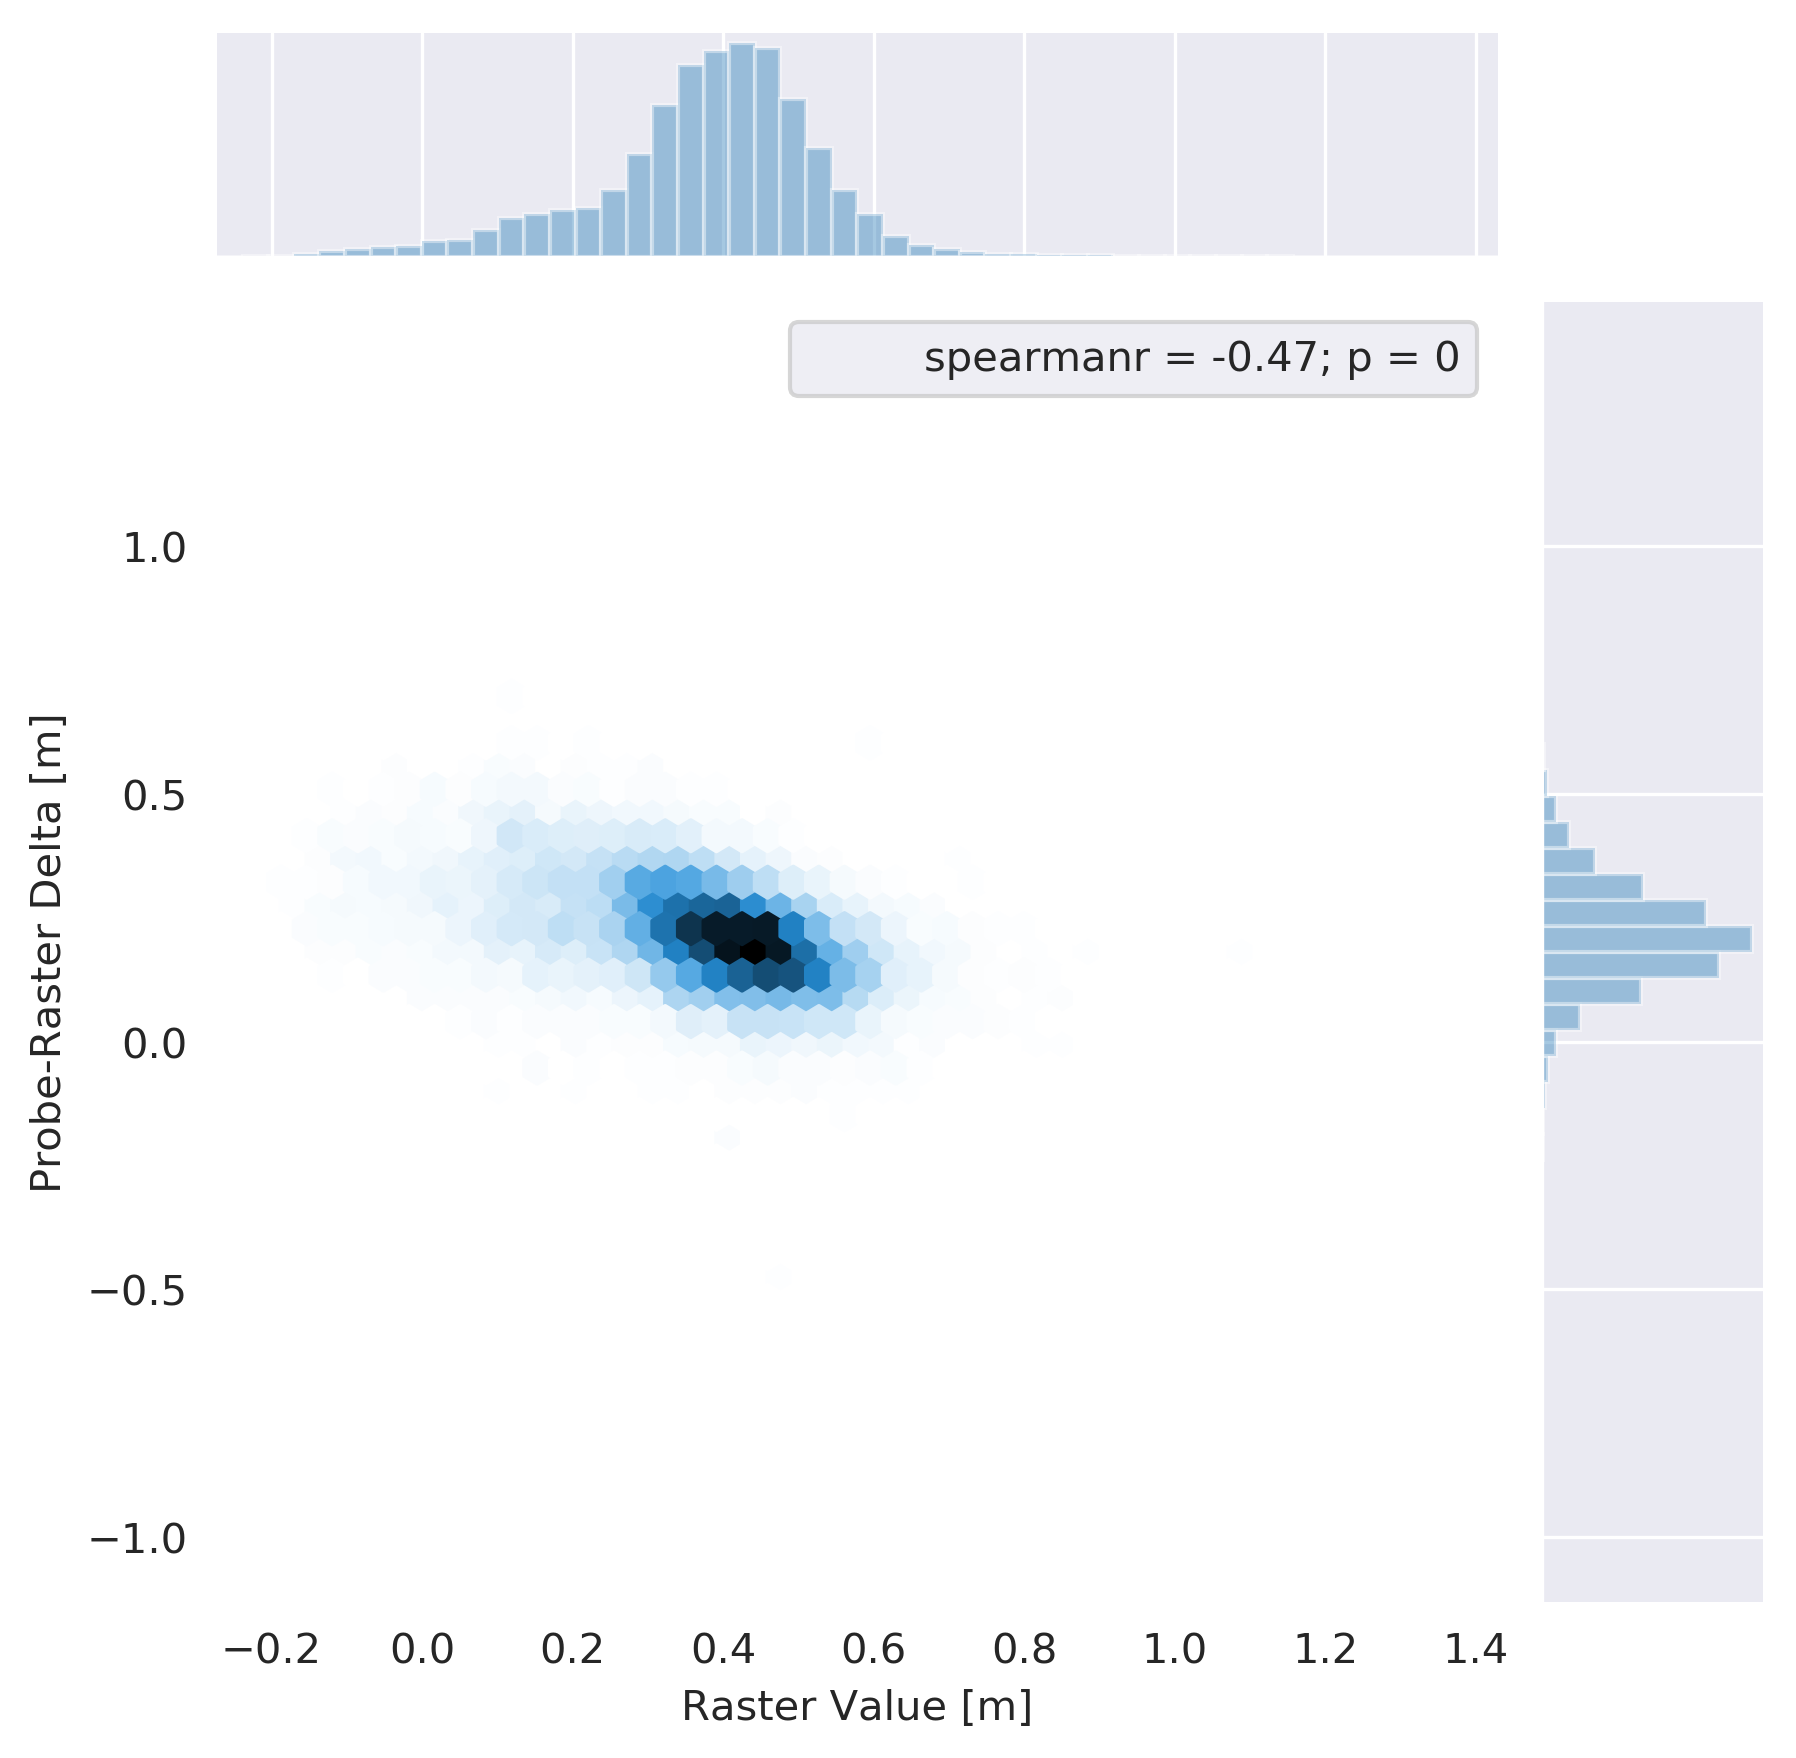 spearmanr = -0.47; p = 0
1.0
0.5
0.0
−0.5
−1.0
Probe-Raster Delta [m]
−0.2 0.0 0.2 0.4 0.6 0.8 1.0 1.2 1.4
Raster Value [m]